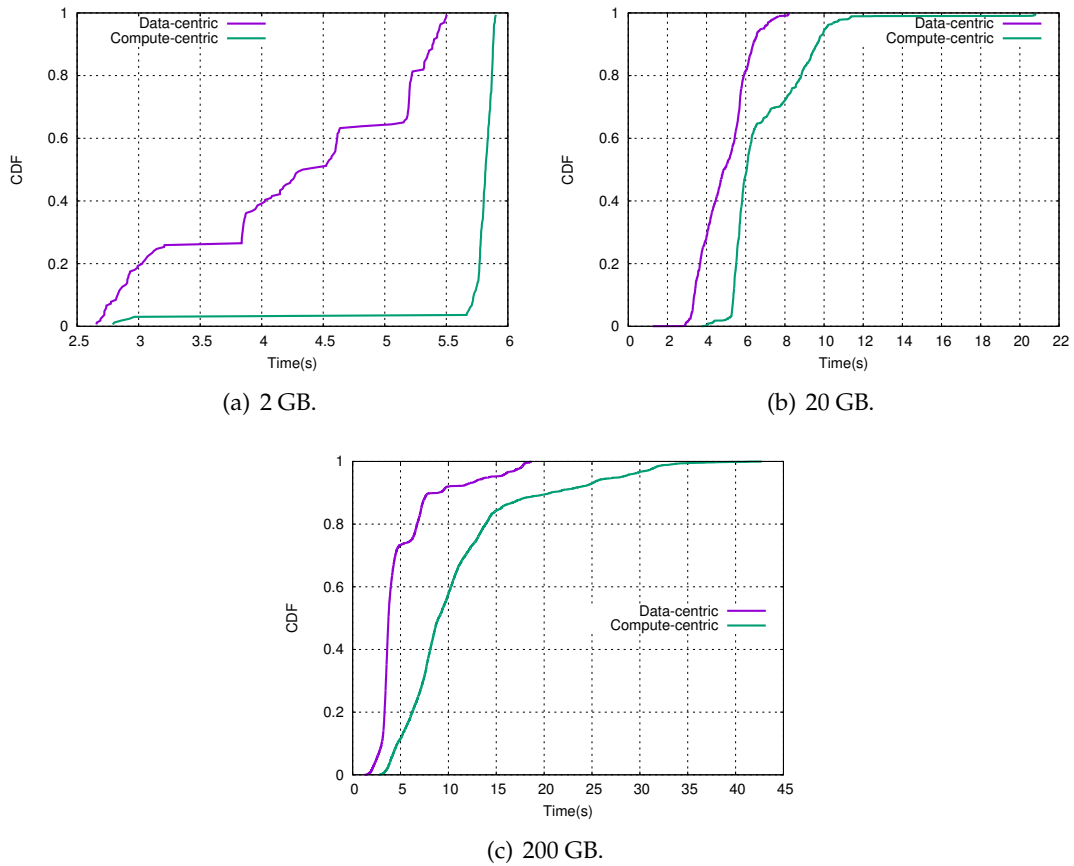 1
0.8
0.6
0.4
0.2
0
CDF
Data-centric
Compute-centric
2.5 3 3.5 4 4.5 5 5.5 6
Time(s)
(a) 2 GB.
1
0.8
0.6
0.4
0.2
0
CDF
Data-centric
Compute-centric
0 2 4 6 8 10 12 14 16 18 20 22
Time(s)
(b) 20 GB.
1
0.8
0.6
0.4
0.2
0
CDF
Data-centric
Compute-centric
0 5 10 15 20 25 30 35 40 45
Time(s)
(c) 200 GB.